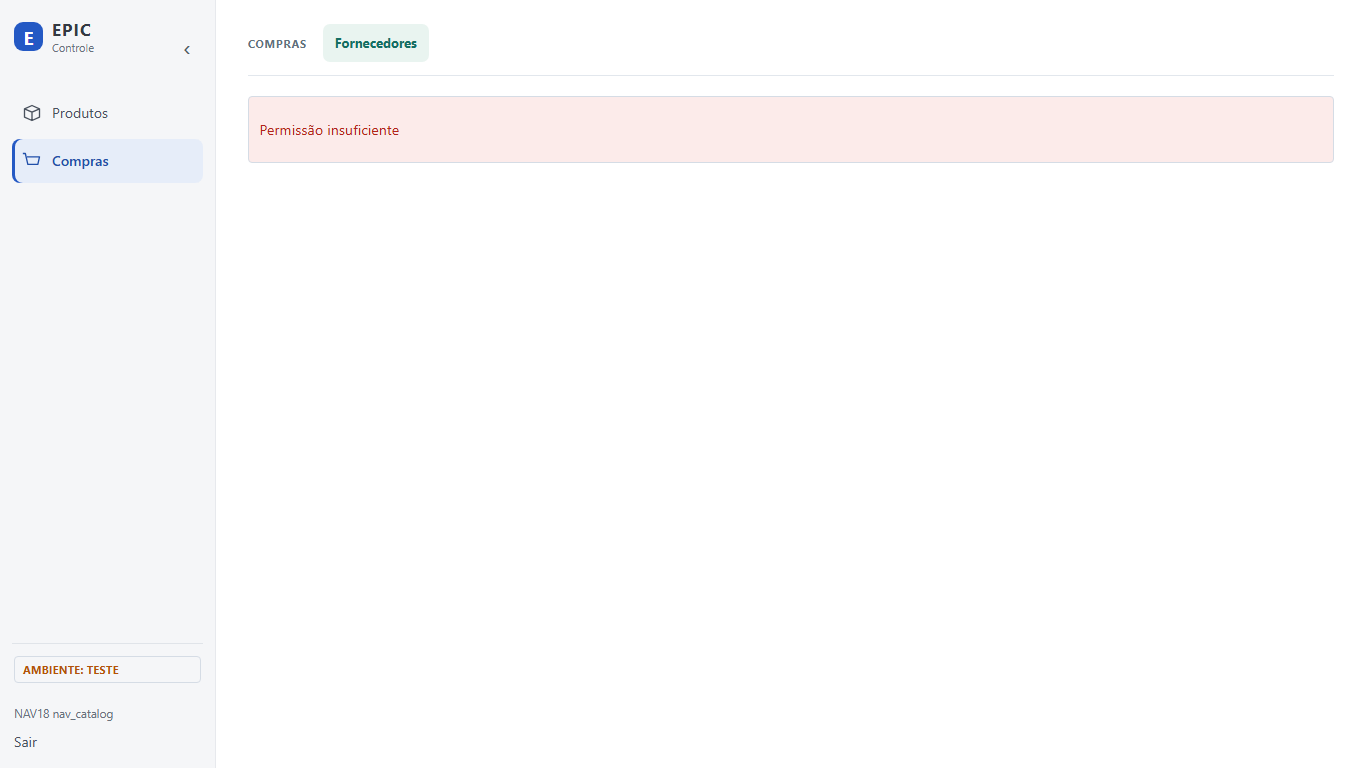 E
EPIC
Controle
‹
Produtos
Compras
AMBIENTE: TESTE
NAV18 nav_catalog
Sair
COMPRAS
Fornecedores
Permissão insuficiente